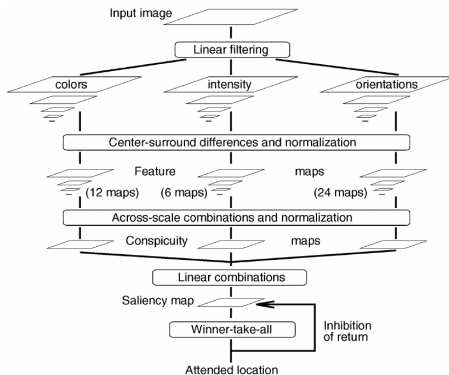 Input image
Linear filtering
colors intensity orientations
Center-surround differences and normalization
Feature maps
(12 maps) (6 maps) (24 maps)
Across-scale combinations and normalization
Conspicuity maps
Linear combinations
Saliency map
Winner-take-all
Inhibition
of return
Attended location